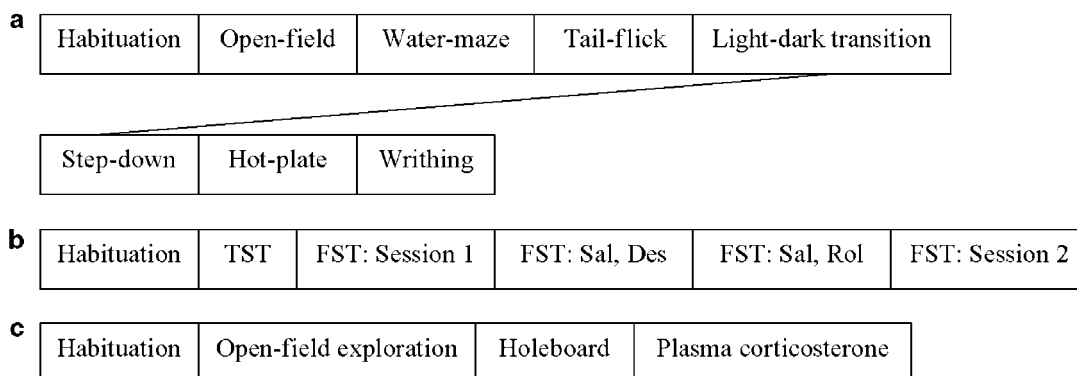 a Habituation Open-field Water-maze Tail-flick Light-dark transition
Step-down Hot-plate Writhing
b Habituation TST FST: Session 1 FST: Sal, Des FST: Sal, Rol FST: Session 2
c Habituation Open-field exploration Holeboard Plasma corticosterone